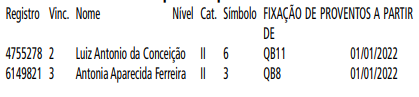 Registro Vinc. Nome Nível Cat. Símbolo FIXAÇÃO DE PROVENTOS A PARTIR
DE
4755278 2 Luiz Antonio da Conceição II 6 QB11 01/01/2022
6149821 3 Antonia Aparecida Ferreira II 3 QB8 01/01/2022